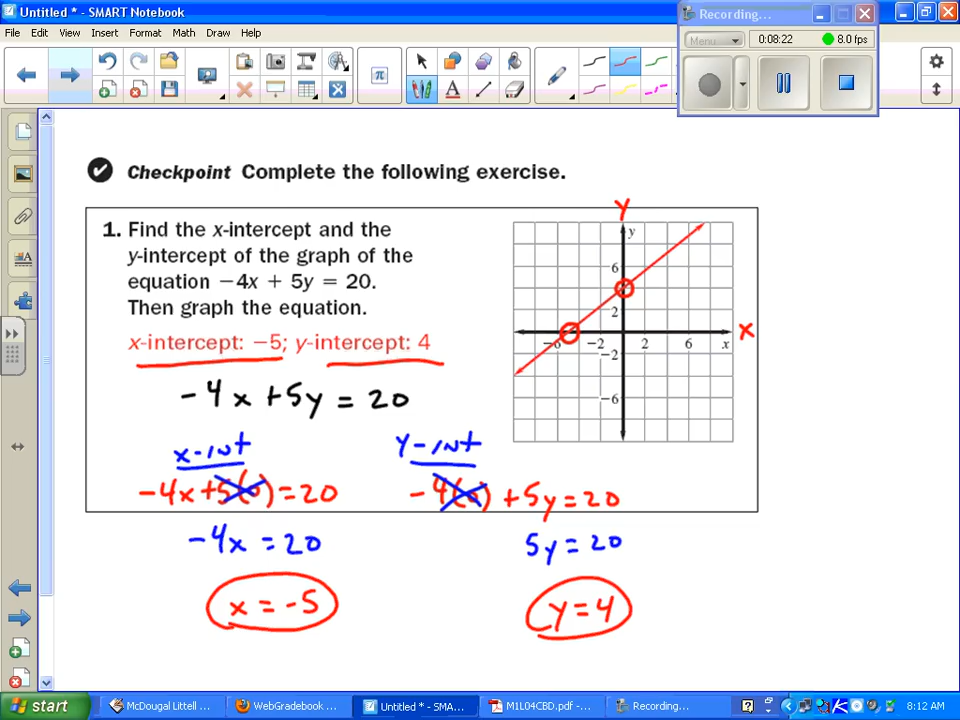 Untitled * - SMART Notebook
Recording...
File Edit View Insert Format Math Draw Help
Menu 0:08:22 8.0 fps
π
A
Checkpoint Complete the following exercise.
1. Find the x-intercept and the
y-intercept of the graph of the
equation −4x + 5y = 20.
Then graph the equation.
x-intercept: −5; y-intercept: 4
Y
y
6
2
x
−6 −2 2 6 x
−2
−6
-4x +5y = 20
x-int
y-int
-4x+5(0)=20
-4(0) +5y=20
-4x = 20
5y = 20
x = -5
y = 4
start
McDougal Littell ...
WebGradebook ...
Untitled * - SMA...
M1L04CBD.pdf - ...
Recording...
8:12 AM